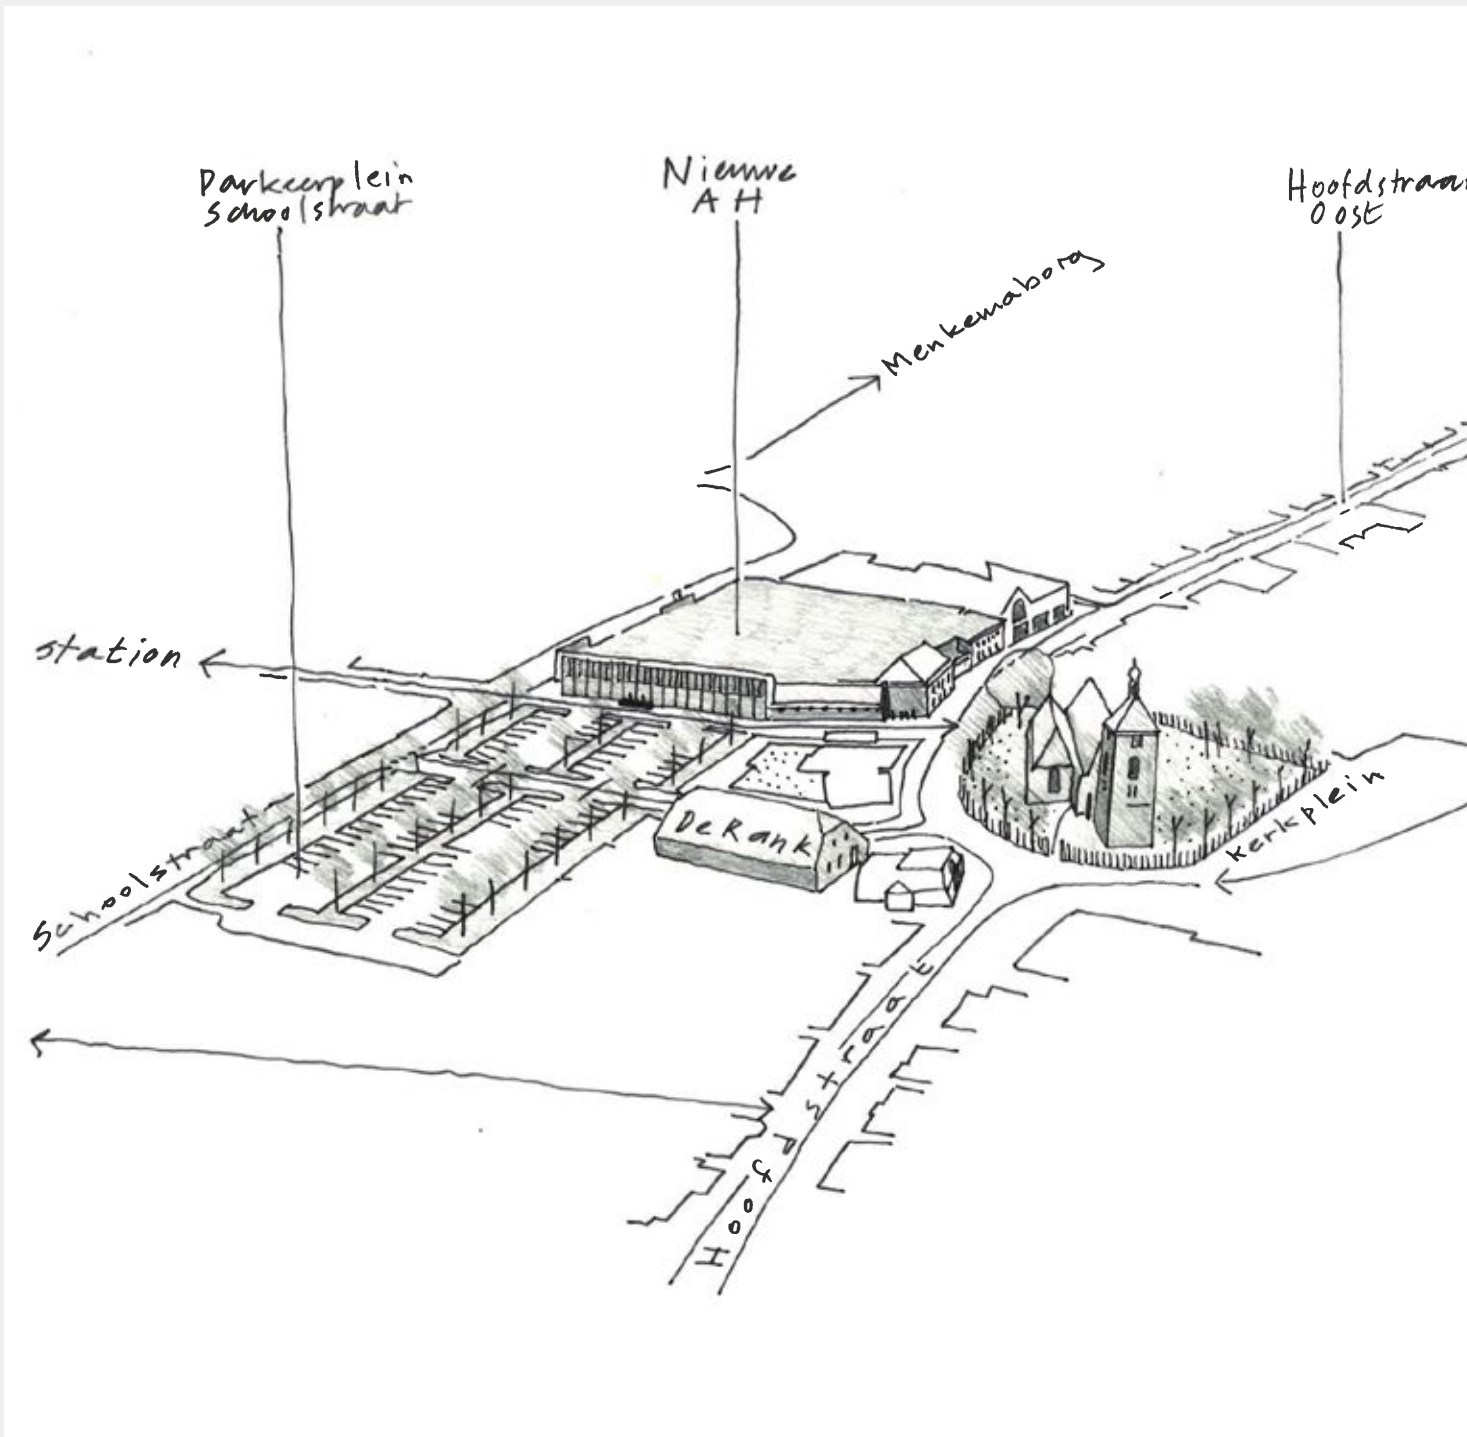 Parkeerplein
Schoolstraat
Nieuwe
AH
Hoofdstraat
Oost
Menkemaborg
station
Schoolstraat
De Rank
kerkplein
Hoofdstraat